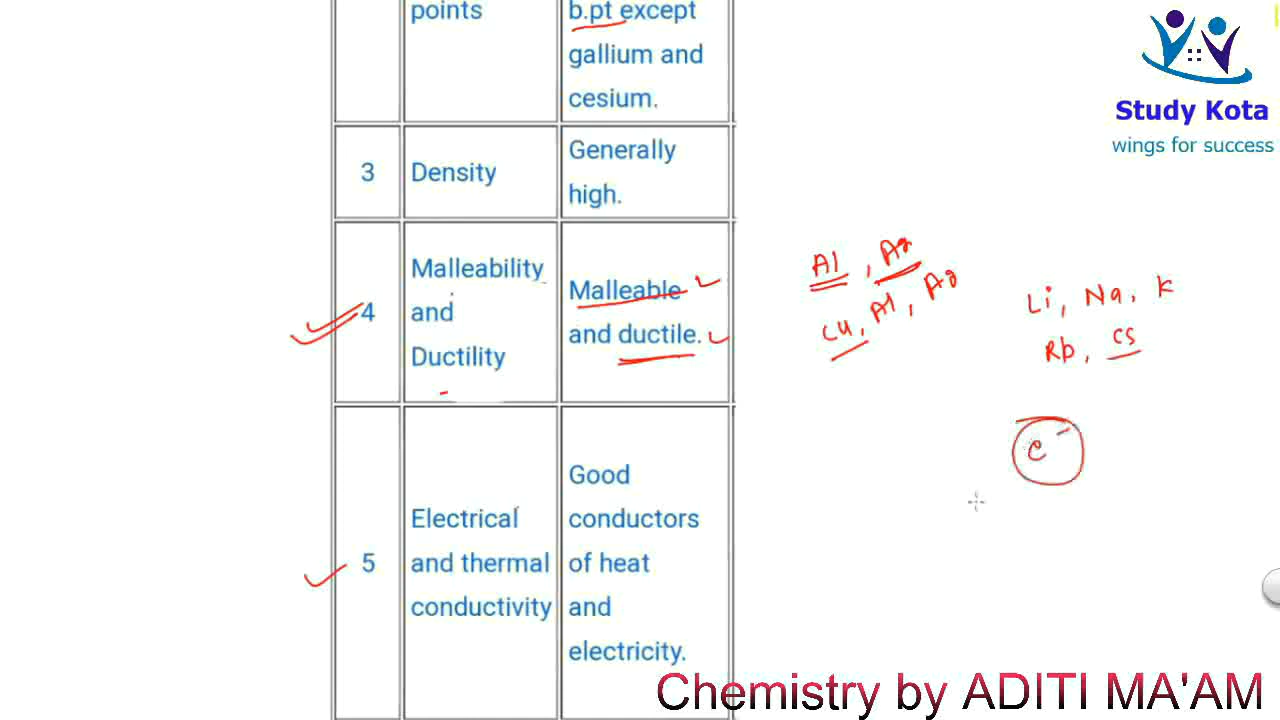 points
b.pt except
gallium and
cesium.
3
Density
Generally
high.
4
Malleability
and
Ductility
Malleable
and ductile.
5
Electrical
and thermal
conductivity
Good
conductors
of heat
and
electricity.
Al, Ag
Cu, Al, Ag
Li, Na, K
Rb, Cs
e⁻
Study Kota
wings for success
Chemistry by ADITI MA'AM